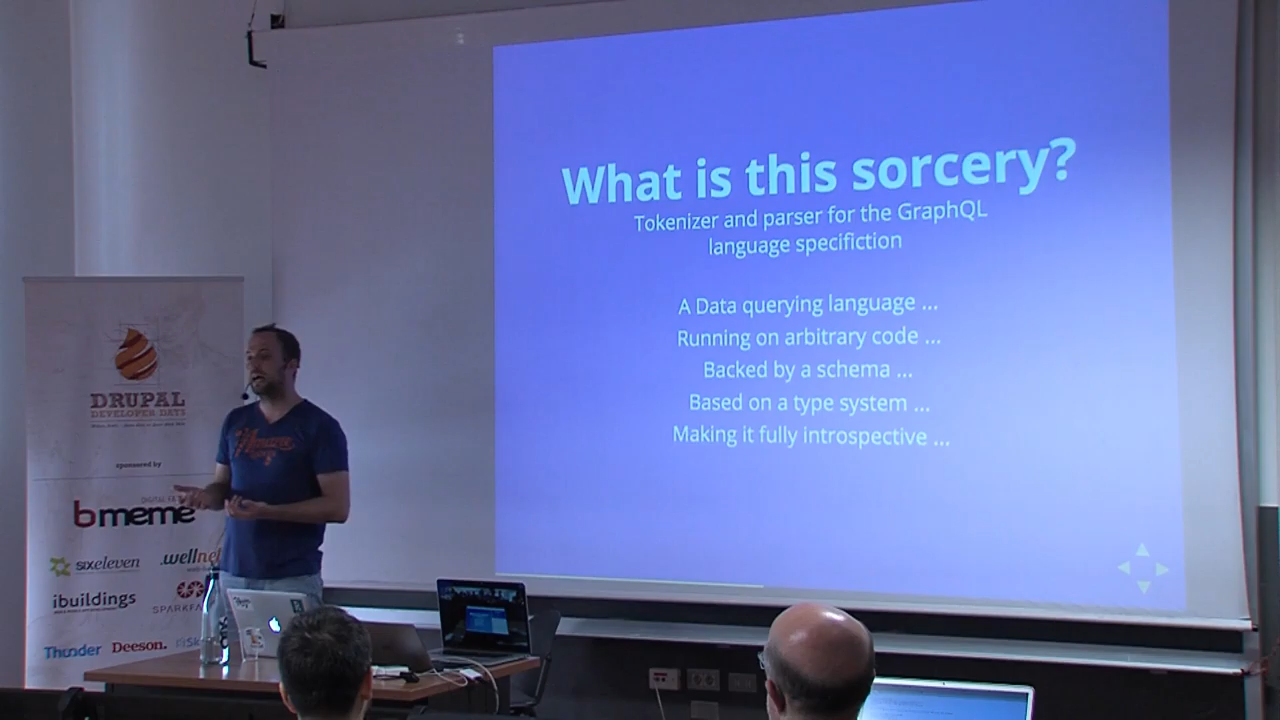 What is this sorcery?
Tokenizer and parser for the GraphQL
language specifiction
A Data querying language ...
Running on arbitrary code ...
Backed by a schema ...
Based on a type system ...
Making it fully introspective ...
DRUPAL
DEVELOPER DAYS
sponsored by
bmeme
sixeleven
.wellnet
ibuildings
SPARKFA
Thunder
Deeson.